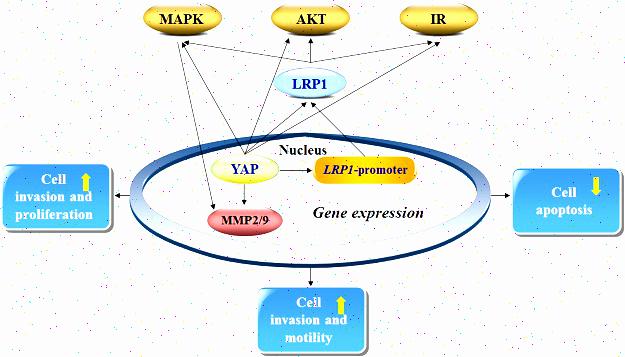 MAPK
AKT
IR
LRP1
Nucleus
YAP
LRP1-promoter
MMP2/9
Gene expression
Cell
invasion and
proliferation
Cell
apoptosis
Cell
invasion and
motility